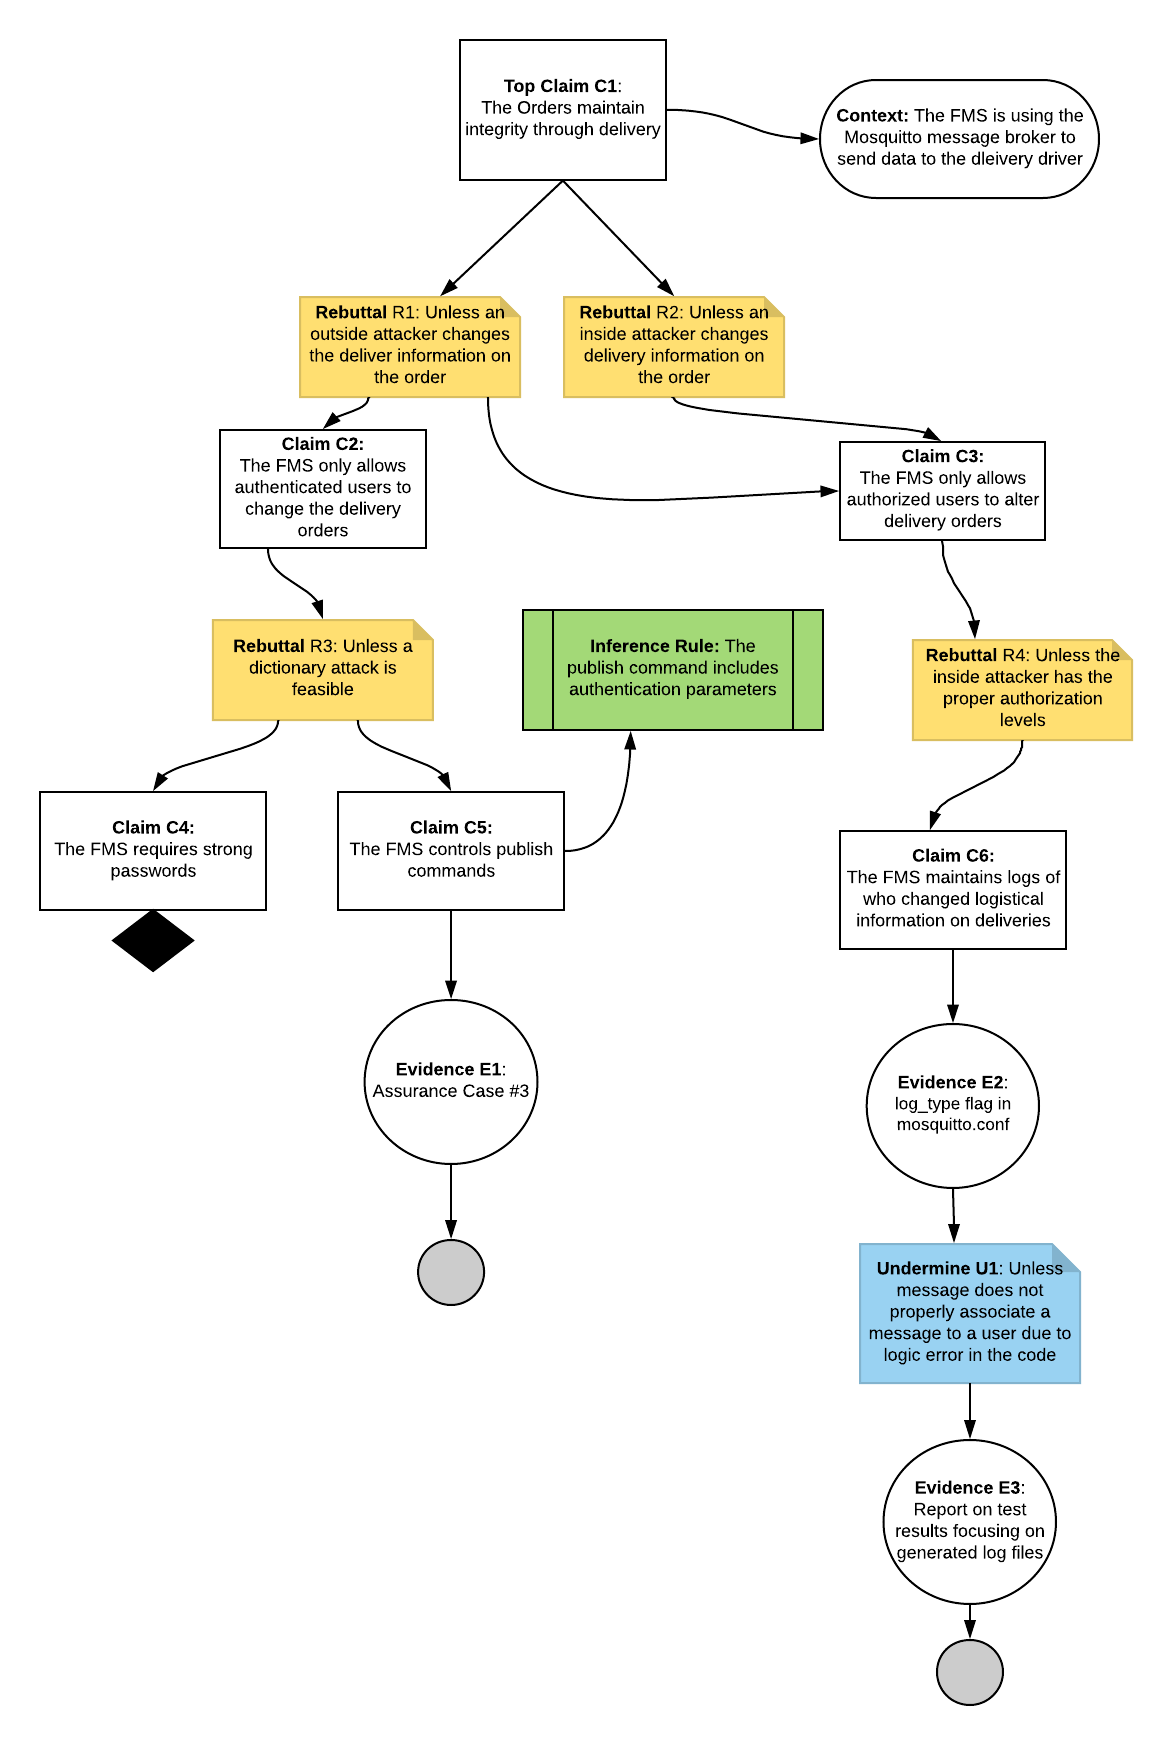 Top Claim C1:
The Orders maintain
integrity through delivery
Context: The FMS is using the
Mosquitto message broker to
send data to the dleivery driver
Rebuttal R1: Unless an
outside attacker changes
the deliver information on
the order
Rebuttal R2: Unless an
inside attacker changes
delivery information on
the order
Claim C2:
The FMS only allows
authenticated users to
change the delivery
orders
Claim C3:
The FMS only allows
authorized users to alter
delivery orders
Rebuttal R3: Unless a
dictionary attack is
feasible
Inference Rule: The
publish command includes
authentication parameters
Rebuttal R4: Unless the
inside attacker has the
proper authorization
levels
Claim C4:
The FMS requires strong
passwords
Claim C5:
The FMS controls publish
commands
Claim C6:
The FMS maintains logs of
who changed logistical
information on deliveries
Evidence E1:
Assurance Case #3
Evidence E2:
log_type flag in
mosquitto.conf
Undermine U1: Unless
message does not
properly associate a
message to a user due to
logic error in the code
Evidence E3:
Report on test
results focusing on
generated log files